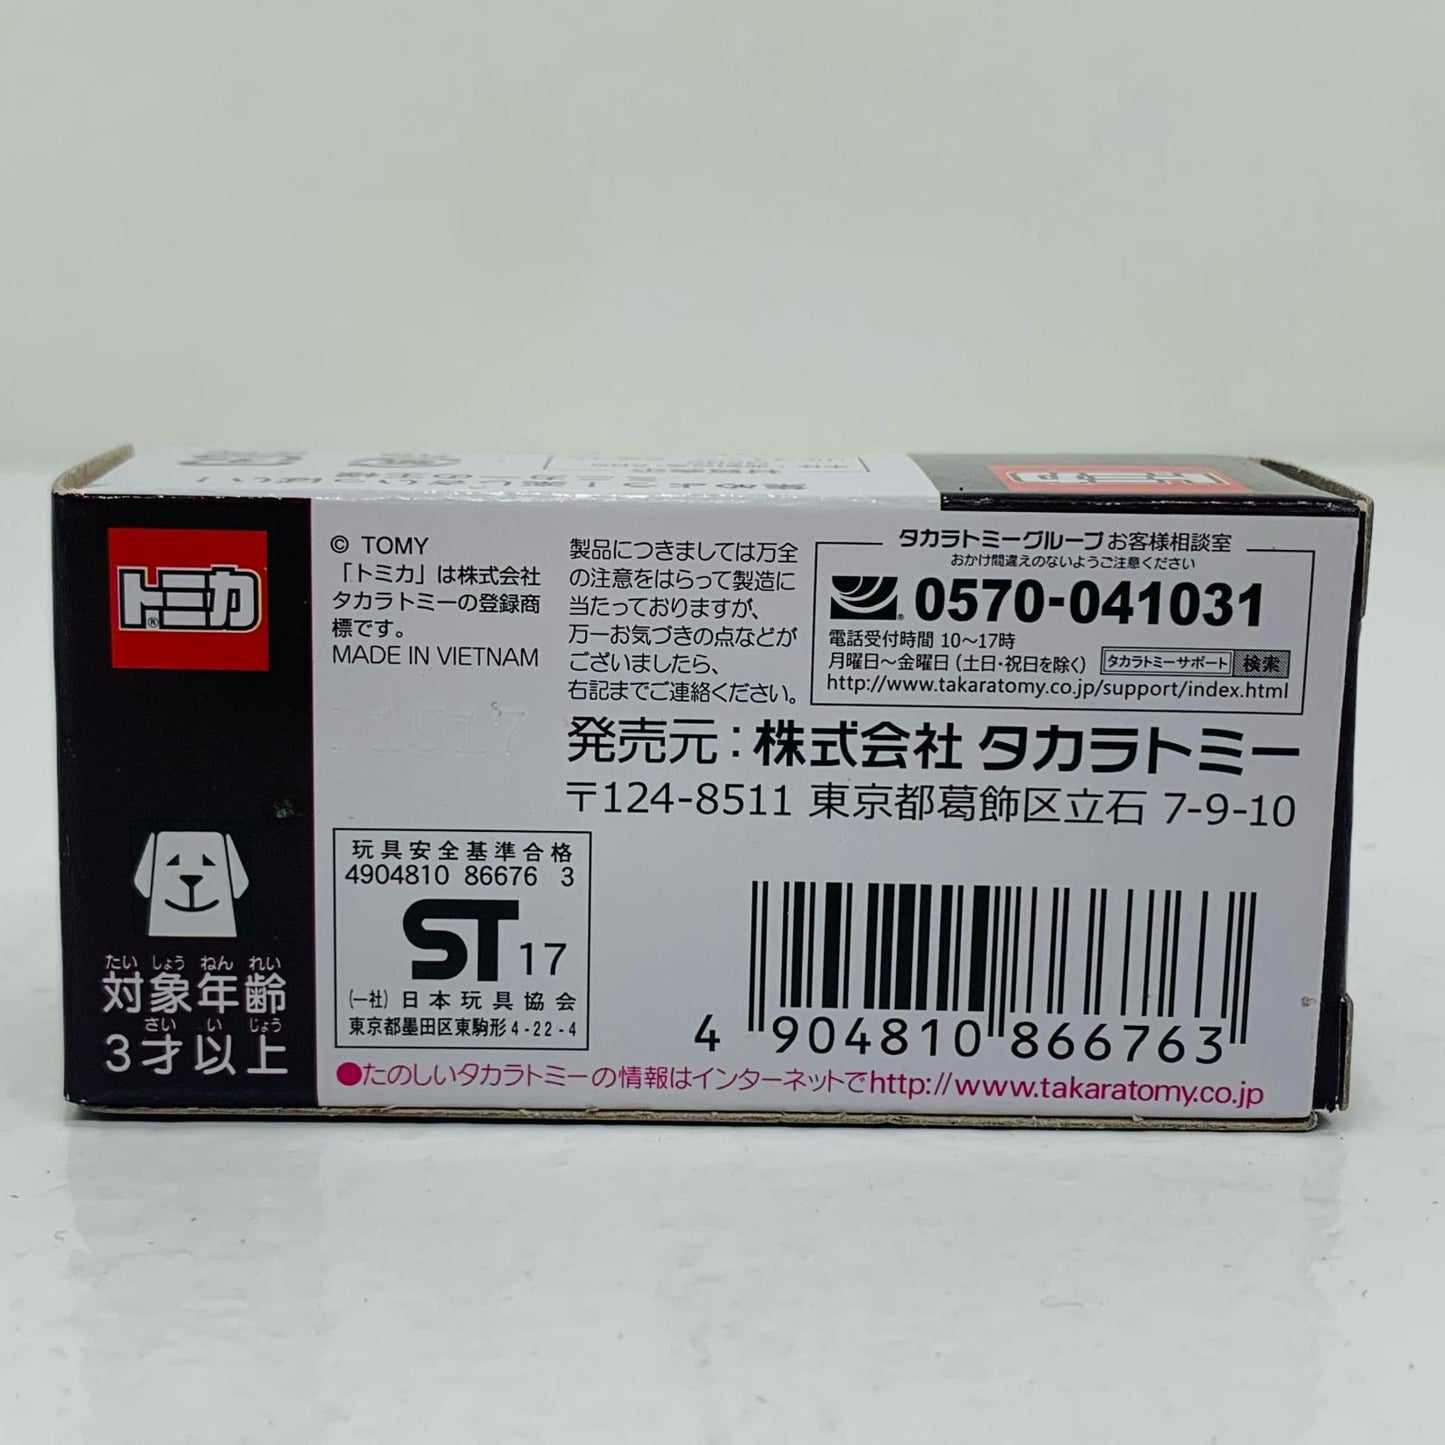 トミカ®
© TOMY
「トミカ」は株式会社
タカラトミーの登録商
標です。
MADE IN VIETNAM
製品につきましては万全
の注意をはらって製造に
当たっておりますが、
万一お気づきの点などが
ございましたら、
右記までご連絡ください。
タカラトミーグループお客様相談室
おかけ間違えのないようご注意ください
0570-041031
電話受付時間 10～17時
月曜日～金曜日（土日・祝日を除く） タカラトミーサポート 検索
http://www.takaratomy.co.jp/support/index.html
発売元：株式会社 タカラトミー
〒124-8511 東京都葛飾区立石 7-9-10
玩具安全基準合格
4904810 86676 3
ST 17
(一社) 日本玩具協会
東京都墨田区東駒形 4-22-4
4 904810 866763
●たのしいタカラトミーの情報はインターネットでhttp://www.takaratomy.co.jp
たい しょう ねん れい
対象年齢
さい い じょう
3才以上
集めよう！楽しい
トミカ